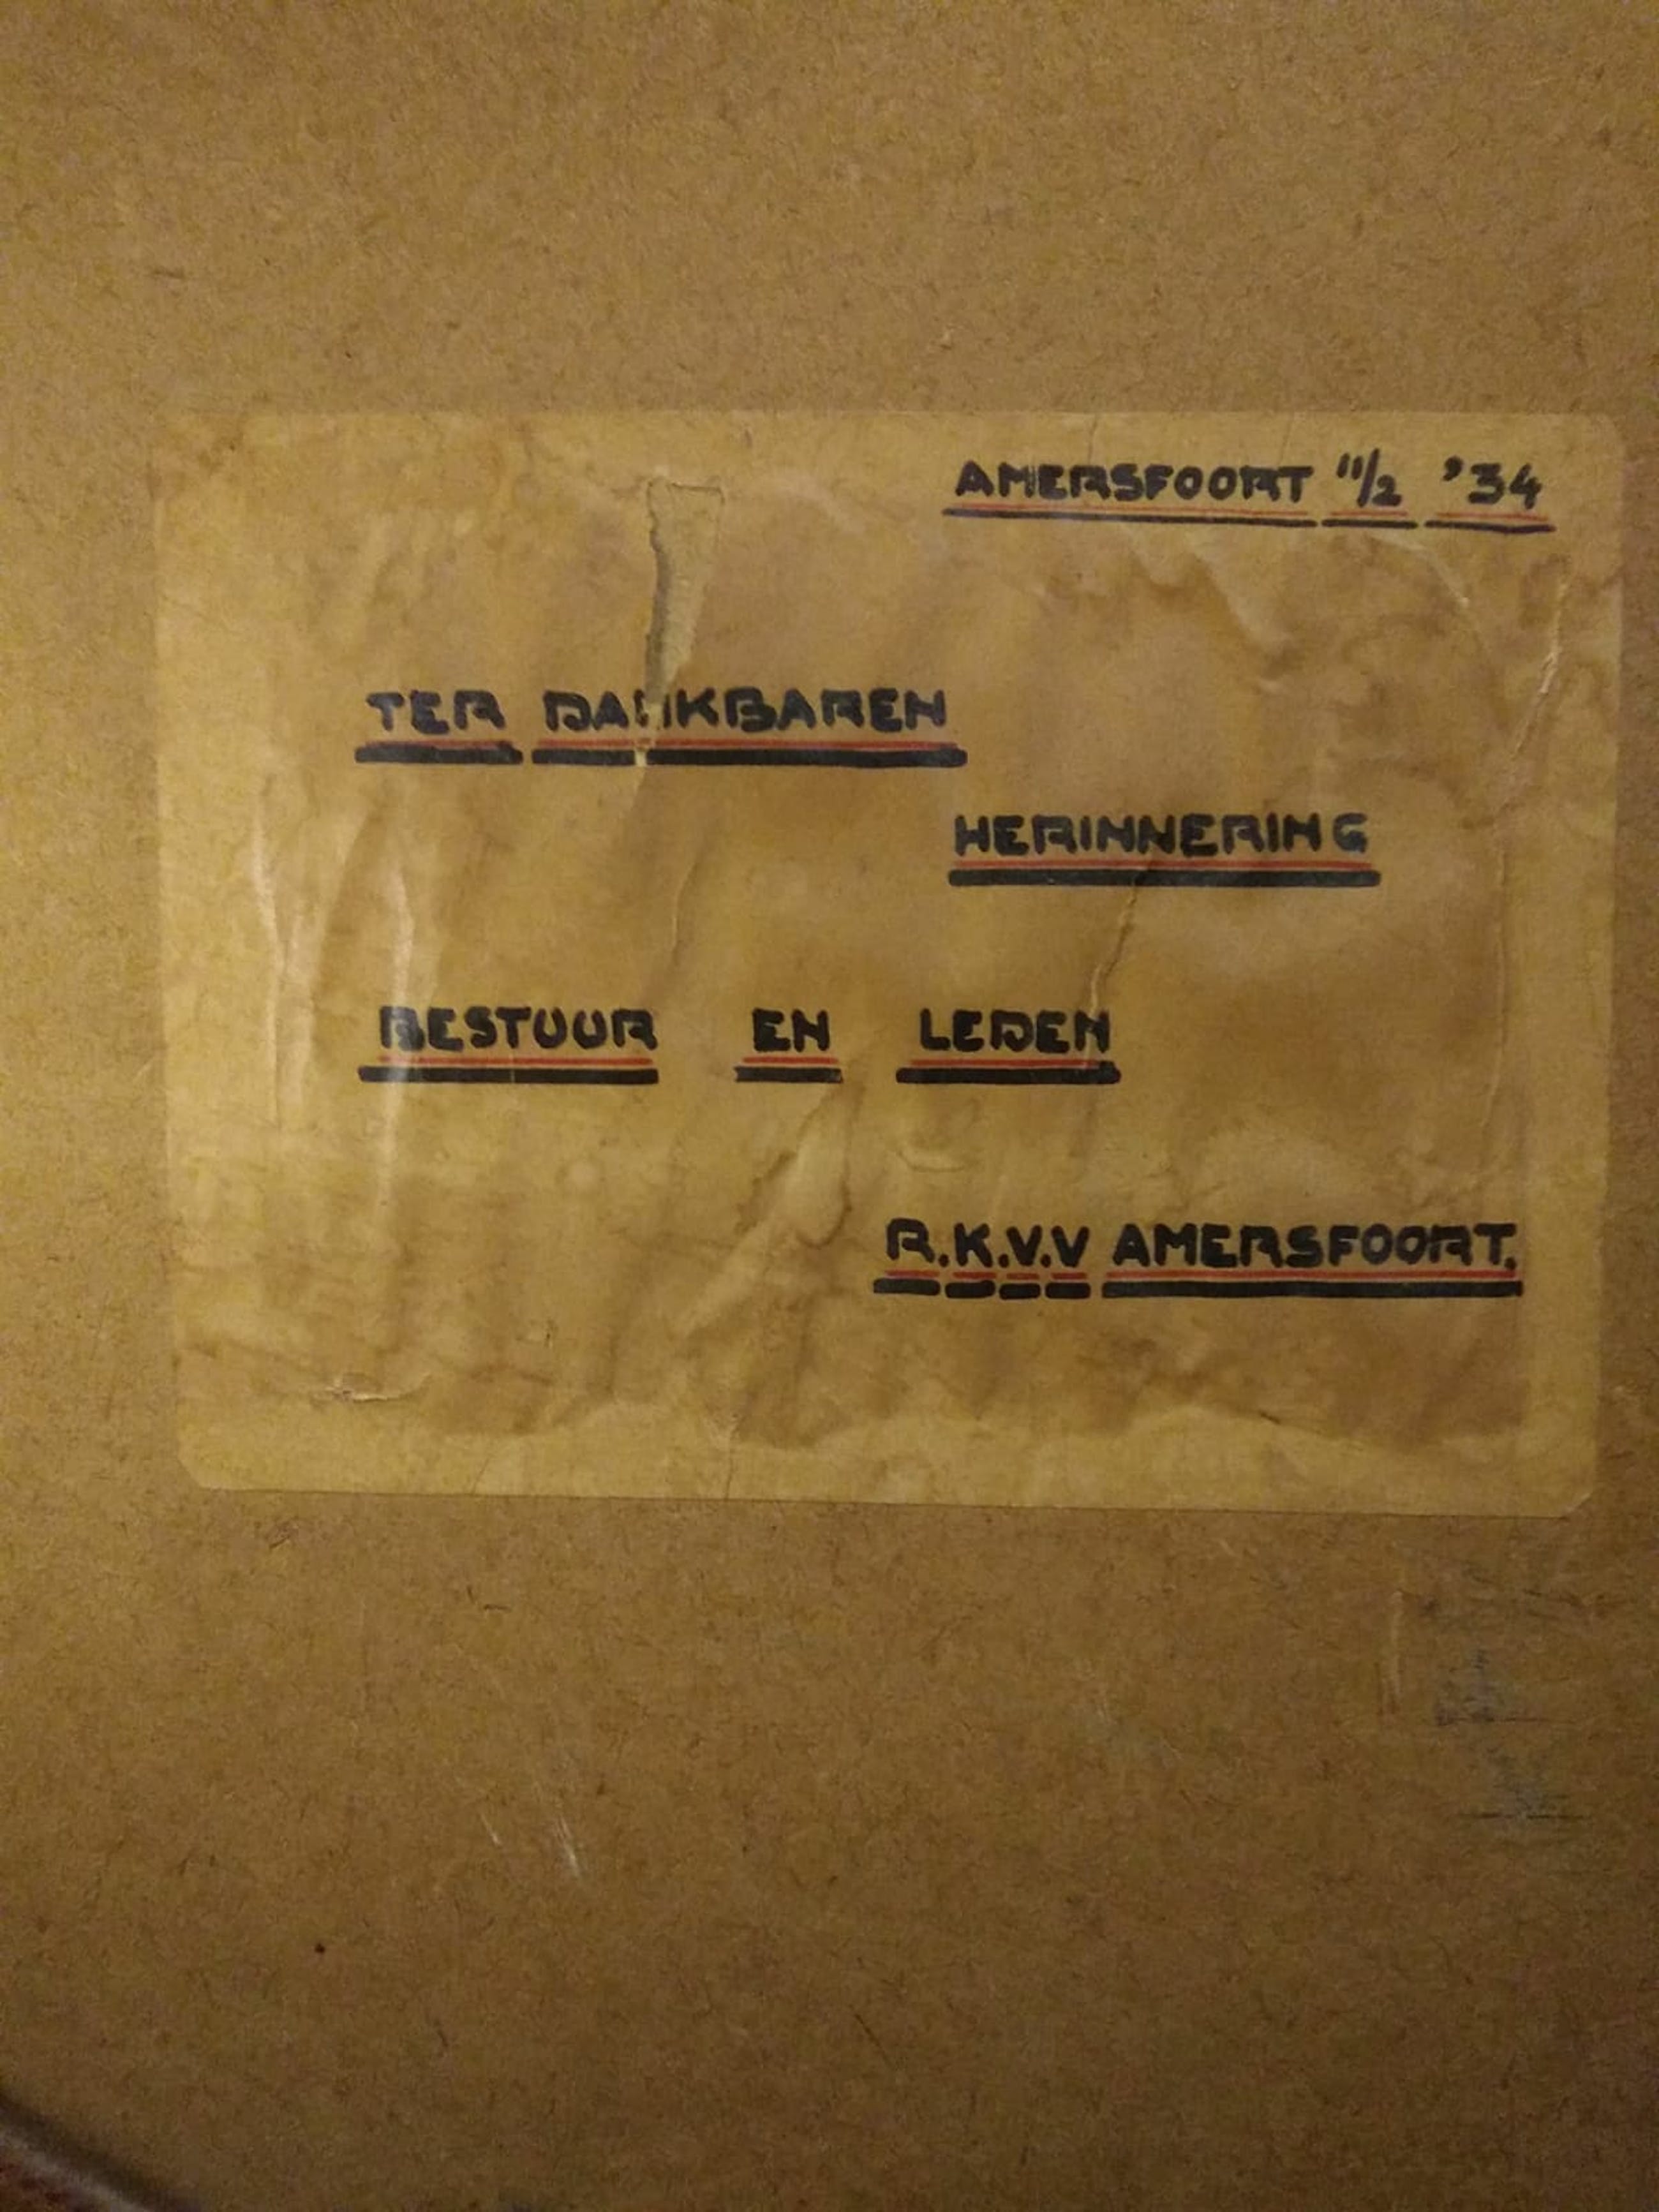 AMERSFOORT 11/2 '34
TER DANKBAREN
HERINNERING
BESTUUR EN LEDEN
R.K.V.V AMERSFOORT.